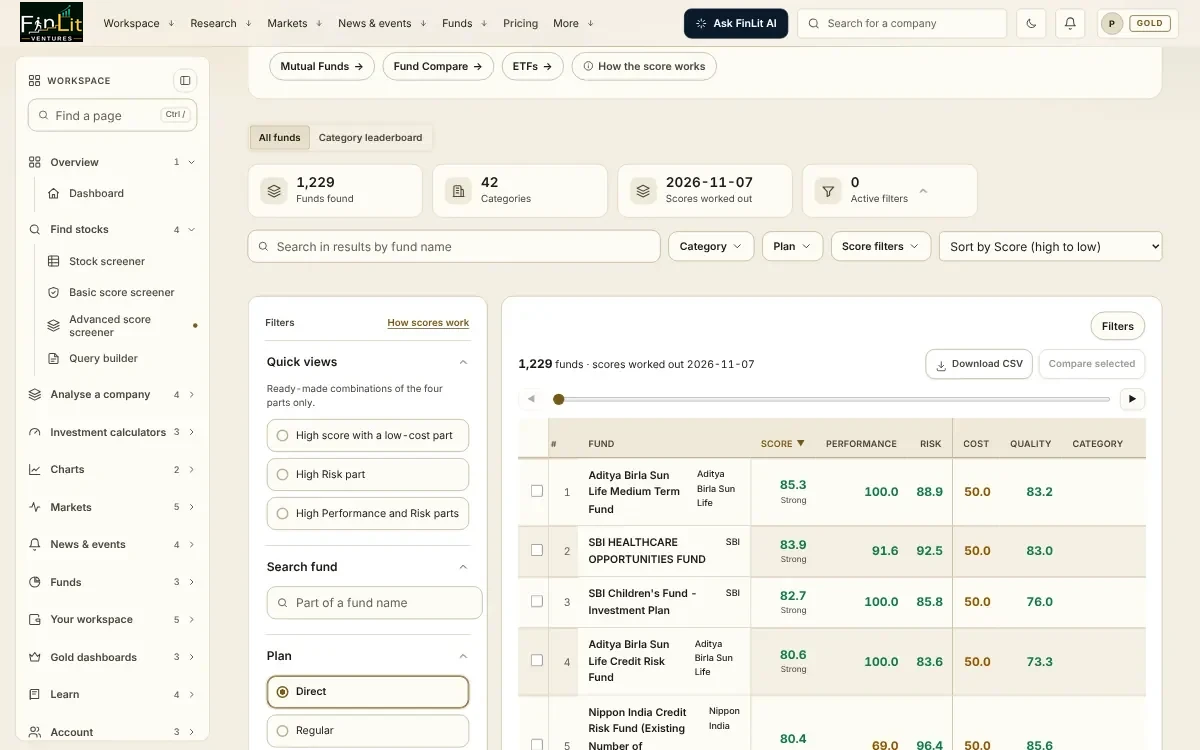 FinLit
VENTURES
Workspace
Research
Markets
News & events
Funds
Pricing
More
Ask FinLit AI
Search for a company
P
GOLD
WORKSPACE
Find a page
Ctrl /
Overview 1
Dashboard
Find stocks 4
Stock screener
Basic score screener
Advanced score
screener
Query builder
Analyse a company 4
Investment calculators 3
Charts 2
Markets 5
News & events 4
Funds 3
Your workspace 5
Gold dashboards 3
Learn 4
Account 3
Mutual Funds →
Fund Compare →
ETFs →
How the score works
All funds
Category leaderboard
1,229
Funds found
42
Categories
2026-11-07
Scores worked out
0
Active filters
Search in results by fund name
Category
Plan
Score filters
Sort by Score (high to low)
Filters
How scores work
Quick views
Ready-made combinations of the four
parts only.
High score with a low-cost part
High Risk part
High Performance and Risk parts
Search fund
Part of a fund name
Plan
Direct
Regular
Filters
1,229 funds · scores worked out 2026-11-07
Download CSV
Compare selected
# FUND SCORE ▼ PERFORMANCE RISK COST QUALITY CATEGORY
1
Aditya Birla Sun
Life Medium Term
Fund
Aditya
Birla Sun
Life
85.3
Strong
100.0 88.9 50.0 83.2
2
SBI HEALTHCARE
OPPORTUNITIES FUND
SBI
83.9
Strong
91.6 92.5 50.0 83.0
3
SBI Children's Fund -
Investment Plan
SBI
82.7
Strong
100.0 85.8 50.0 76.0
4
Aditya Birla Sun
Life Credit Risk
Fund
Aditya
Birla Sun
Life
80.6
Strong
100.0 83.6 50.0 73.3
5
Nippon India Credit
Risk Fund (Existing
Number of
Nippon
India
80.4
69.0 96.4 50.0 85.6